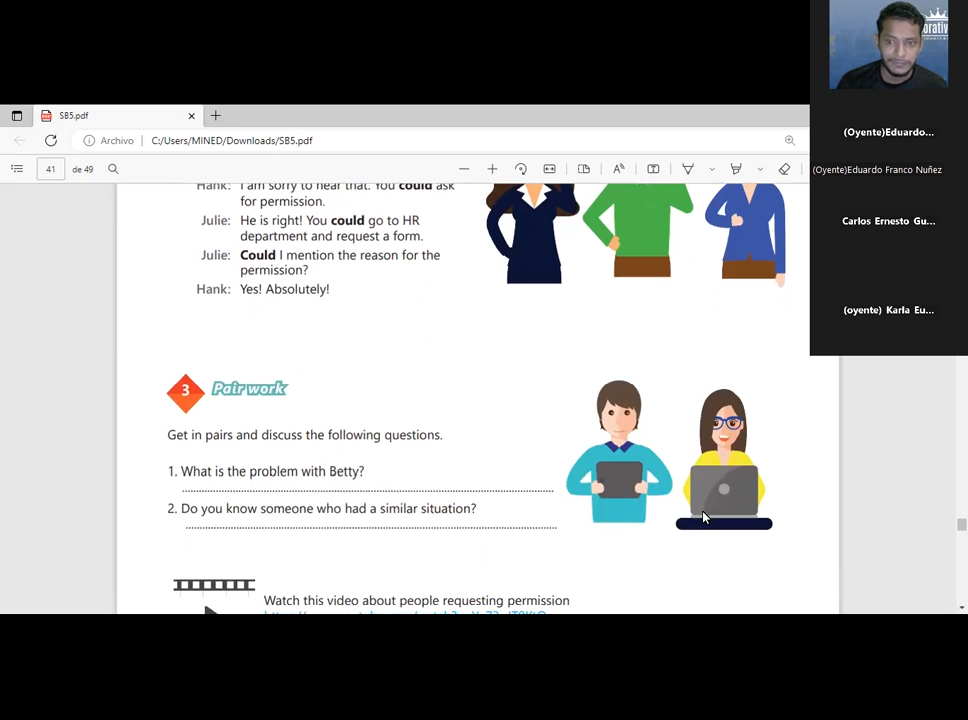 SB5.pdf
Archivo
C:/Users/MINED/Downloads/SB5.pdf
41
de 49
Hank: I am sorry to hear that. You could ask
for permission.
Julie: He is right! You could go to HR
department and request a form.
Julie: Could I mention the reason for the
permission?
Hank: Yes! Absolutely!
3 Pair work
Get in pairs and discuss the following questions.
1. What is the problem with Betty?
2. Do you know someone who had a similar situation?
Watch this video about people requesting permission
(Oyente)Eduardo...
(Oyente)Eduardo Franco Nuñez
Carlos Ernesto Gu...
(oyente) Karla Eu...